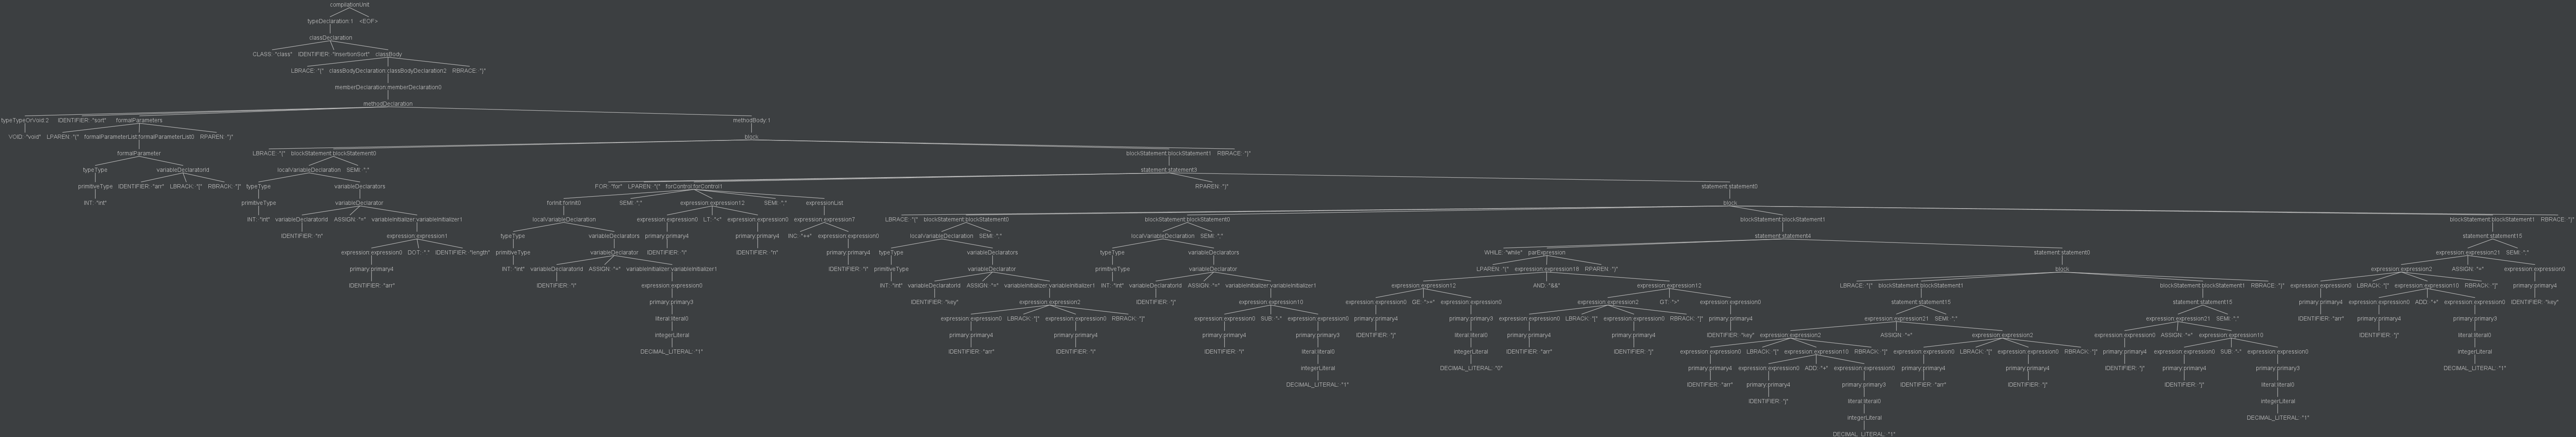 compilationUnit
typeDeclaration:1 <EOF>
classDeclaration
CLASS: "class" IDENTIFIER: "InsertionSort" classBody
LBRACE: "{" classBodyDeclaration:classBodyDeclaration2 RBRACE: "}"
memberDeclaration:memberDeclaration0
methodDeclaration
typeTypeOrVoid:2 IDENTIFIER: "sort" formalParameters methodBody:1
VOID: "void" LPAREN: "(" formalParameterList:formalParameterList0 RPAREN: ")" block
formalParameter LBRACE: "{" blockStatement:blockStatement0 blockStatement:blockStatement1 RBRACE: "}"
typeType variableDeclaratorId localVariableDeclaration SEMI: ";" statement:statement3
primitiveType IDENTIFIER: "arr" LBRACK: "[" RBRACK: "]" typeType variableDeclarators FOR: "for" LPAREN: "(" forControl:forControl1 RPAREN: ")" statement:statement0
INT: "int" primitiveType variableDeclarator forInit:forInit0 SEMI: ";" expression:expression12 SEMI: ";" expressionList block
INT: "int" variableDeclaratorId ASSIGN: "=" variableInitializer:variableInitializer1 localVariableDeclaration expression:expression0 LT: "<" expression:expression0 expression:expression7 LBRACE: "{" blockStatement:blockStatement0 blockStatement:blockStatement0 blockStatement:blockStatement1 blockStatement:blockStatement1 RBRACE: "}"
IDENTIFIER: "n" expression:expression1 typeType variableDeclarators primary:primary4 primary:primary4 INC: "++" expression:expression0 localVariableDeclaration SEMI: ";" localVariableDeclaration SEMI: ";" statement:statement4 statement:statement15
expression:expression0 DOT: "." IDENTIFIER: "length" primitiveType variableDeclarator IDENTIFIER: "i" IDENTIFIER: "n" primary:primary4 typeType variableDeclarators typeType variableDeclarators WHILE: "while" parExpression statement:statement0 expression:expression21 SEMI: ";"
primary:primary4 INT: "int" variableDeclaratorId ASSIGN: "=" variableInitializer:variableInitializer1 IDENTIFIER: "i" primitiveType variableDeclarator primitiveType variableDeclarator LPAREN: "(" expression:expression18 RPAREN: ")" block expression:expression2 ASSIGN: "=" expression:expression0
IDENTIFIER: "arr" IDENTIFIER: "i" expression:expression0 INT: "int" variableDeclaratorId ASSIGN: "=" variableInitializer:variableInitializer1 INT: "int" variableDeclaratorId ASSIGN: "=" variableInitializer:variableInitializer1 expression:expression12 AND: "&&" expression:expression12 LBRACE: "{" blockStatement:blockStatement1 blockStatement:blockStatement1 RBRACE: "}" expression:expression0 LBRACK: "[" expression:expression10 RBRACK: "]" primary:primary4
primary:primary3 IDENTIFIER: "key" expression:expression2 IDENTIFIER: "j" expression:expression10 expression:expression0 GE: ">=" expression:expression0 expression:expression2 GT: ">" expression:expression0 statement:statement15 statement:statement15 primary:primary4 expression:expression0 ADD: "+" expression:expression0 IDENTIFIER: "key"
literal:literal0 expression:expression0 LBRACK: "[" expression:expression0 RBRACK: "]" expression:expression0 SUB: "-" expression:expression0 primary:primary4 primary:primary3 expression:expression0 LBRACK: "[" expression:expression0 RBRACK: "]" primary:primary4 expression:expression21 SEMI: ";" expression:expression21 SEMI: ";" IDENTIFIER: "arr" primary:primary4 primary:primary3
integerLiteral primary:primary4 primary:primary4 primary:primary4 primary:primary3 IDENTIFIER: "j" literal:literal0 primary:primary4 primary:primary4 IDENTIFIER: "key" expression:expression2 ASSIGN: "=" expression:expression2 expression:expression0 ASSIGN: "=" expression:expression10 IDENTIFIER: "j" literal:literal0
DECIMAL_LITERAL: "1" IDENTIFIER: "arr" IDENTIFIER: "i" IDENTIFIER: "i" literal:literal0 integerLiteral IDENTIFIER: "arr" IDENTIFIER: "j" expression:expression0 LBRACK: "[" expression:expression10 RBRACK: "]" expression:expression0 LBRACK: "[" expression:expression0 RBRACK: "]" primary:primary4 expression:expression0 SUB: "-" expression:expression0 integerLiteral
integerLiteral DECIMAL_LITERAL: "0" primary:primary4 expression:expression0 ADD: "+" expression:expression0 primary:primary4 primary:primary4 IDENTIFIER: "j" primary:primary4 primary:primary3 DECIMAL_LITERAL: "1"
DECIMAL_LITERAL: "1" IDENTIFIER: "arr" primary:primary4 primary:primary3 IDENTIFIER: "arr" IDENTIFIER: "j" IDENTIFIER: "j" literal:literal0
IDENTIFIER: "j" literal:literal0 integerLiteral
integerLiteral DECIMAL_LITERAL: "1"
DECIMAL_LITERAL: "1"